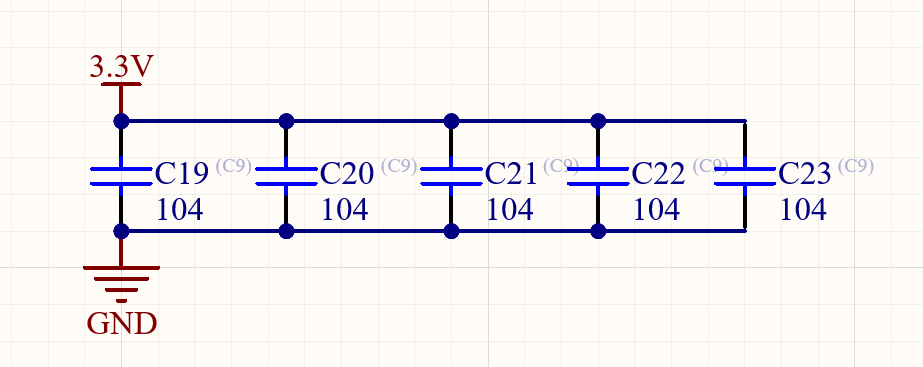 3.3V
C19 (C9) C20 (C9) C21 (C9) C22 (C9) C23 (C9)
104 104 104 104 104
GND